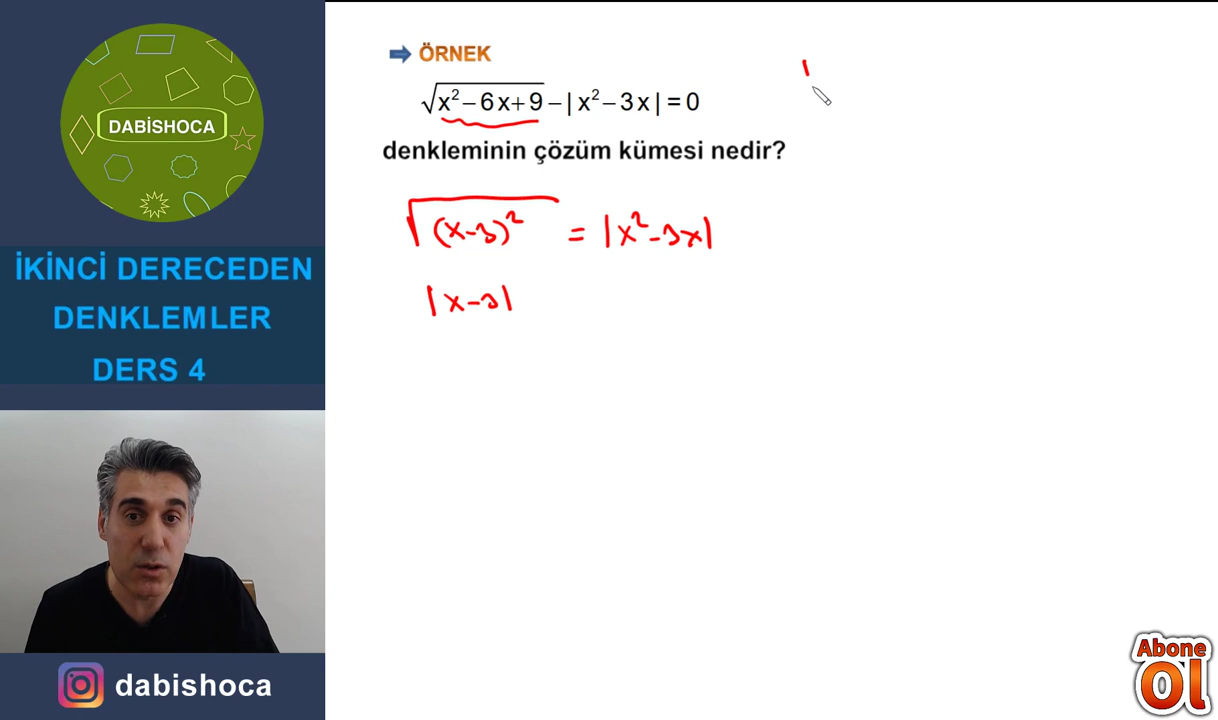 DABİSHOCA
İKİNCİ DERECEDEN
DENKLEMLER
DERS 4
dabishoca
ÖRNEK
√(x² − 6x + 9) − | x² − 3x | = 0
denkleminin çözüm kümesi nedir?
√(x-3)² = |x²-3x|
|x-3|
Abone
Ol